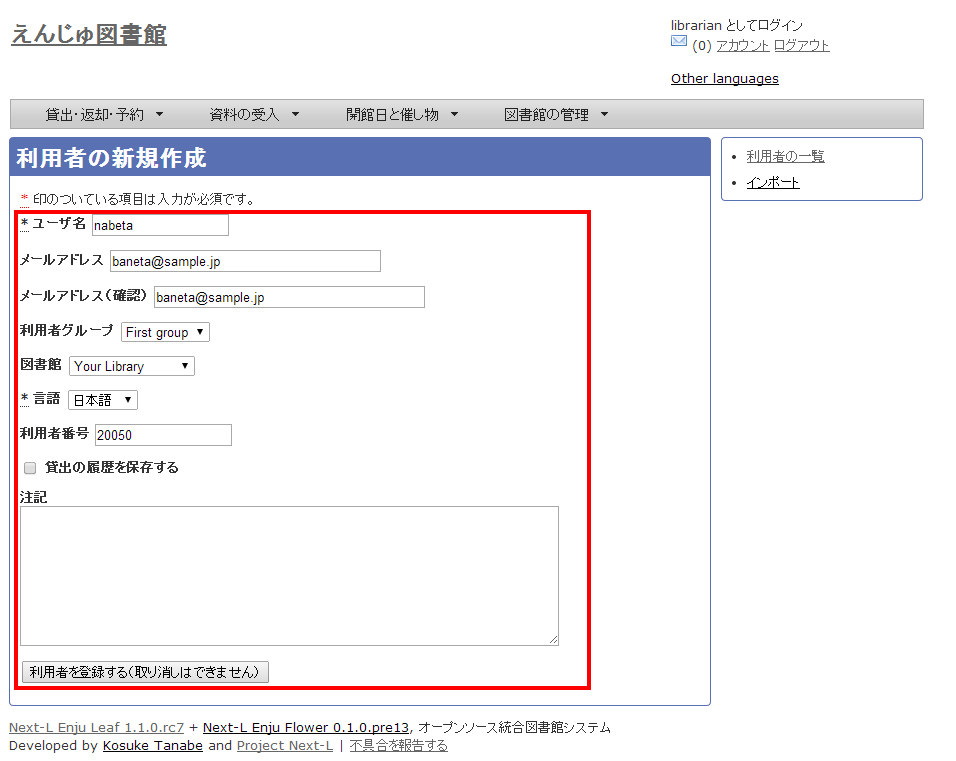 えんじゅ図書館
librarian としてログイン
(0) アカウント ログアウト
Other languages
貸出・返却・予約 ▼ 資料の受入 ▼ 開館日と催し物 ▼ 図書館の管理 ▼
利用者の新規作成
• 利用者の一覧
• インポート
* 印のついている項目は入力が必須です。
* ユーザ名 nabeta
メールアドレス baneta@sample.jp
メールアドレス(確認) baneta@sample.jp
利用者グループ First group ▼
図書館 Your Library ▼
* 言語 日本語 ▼
利用者番号 20050
貸出の履歴を保存する
注記
利用者を登録する(取り消しはできません)
Next-L Enju Leaf 1.1.0.rc7 + Next-L Enju Flower 0.1.0.pre13, オープンソース統合図書館システム
Developed by Kosuke Tanabe and Project Next-L | 不具合を報告する